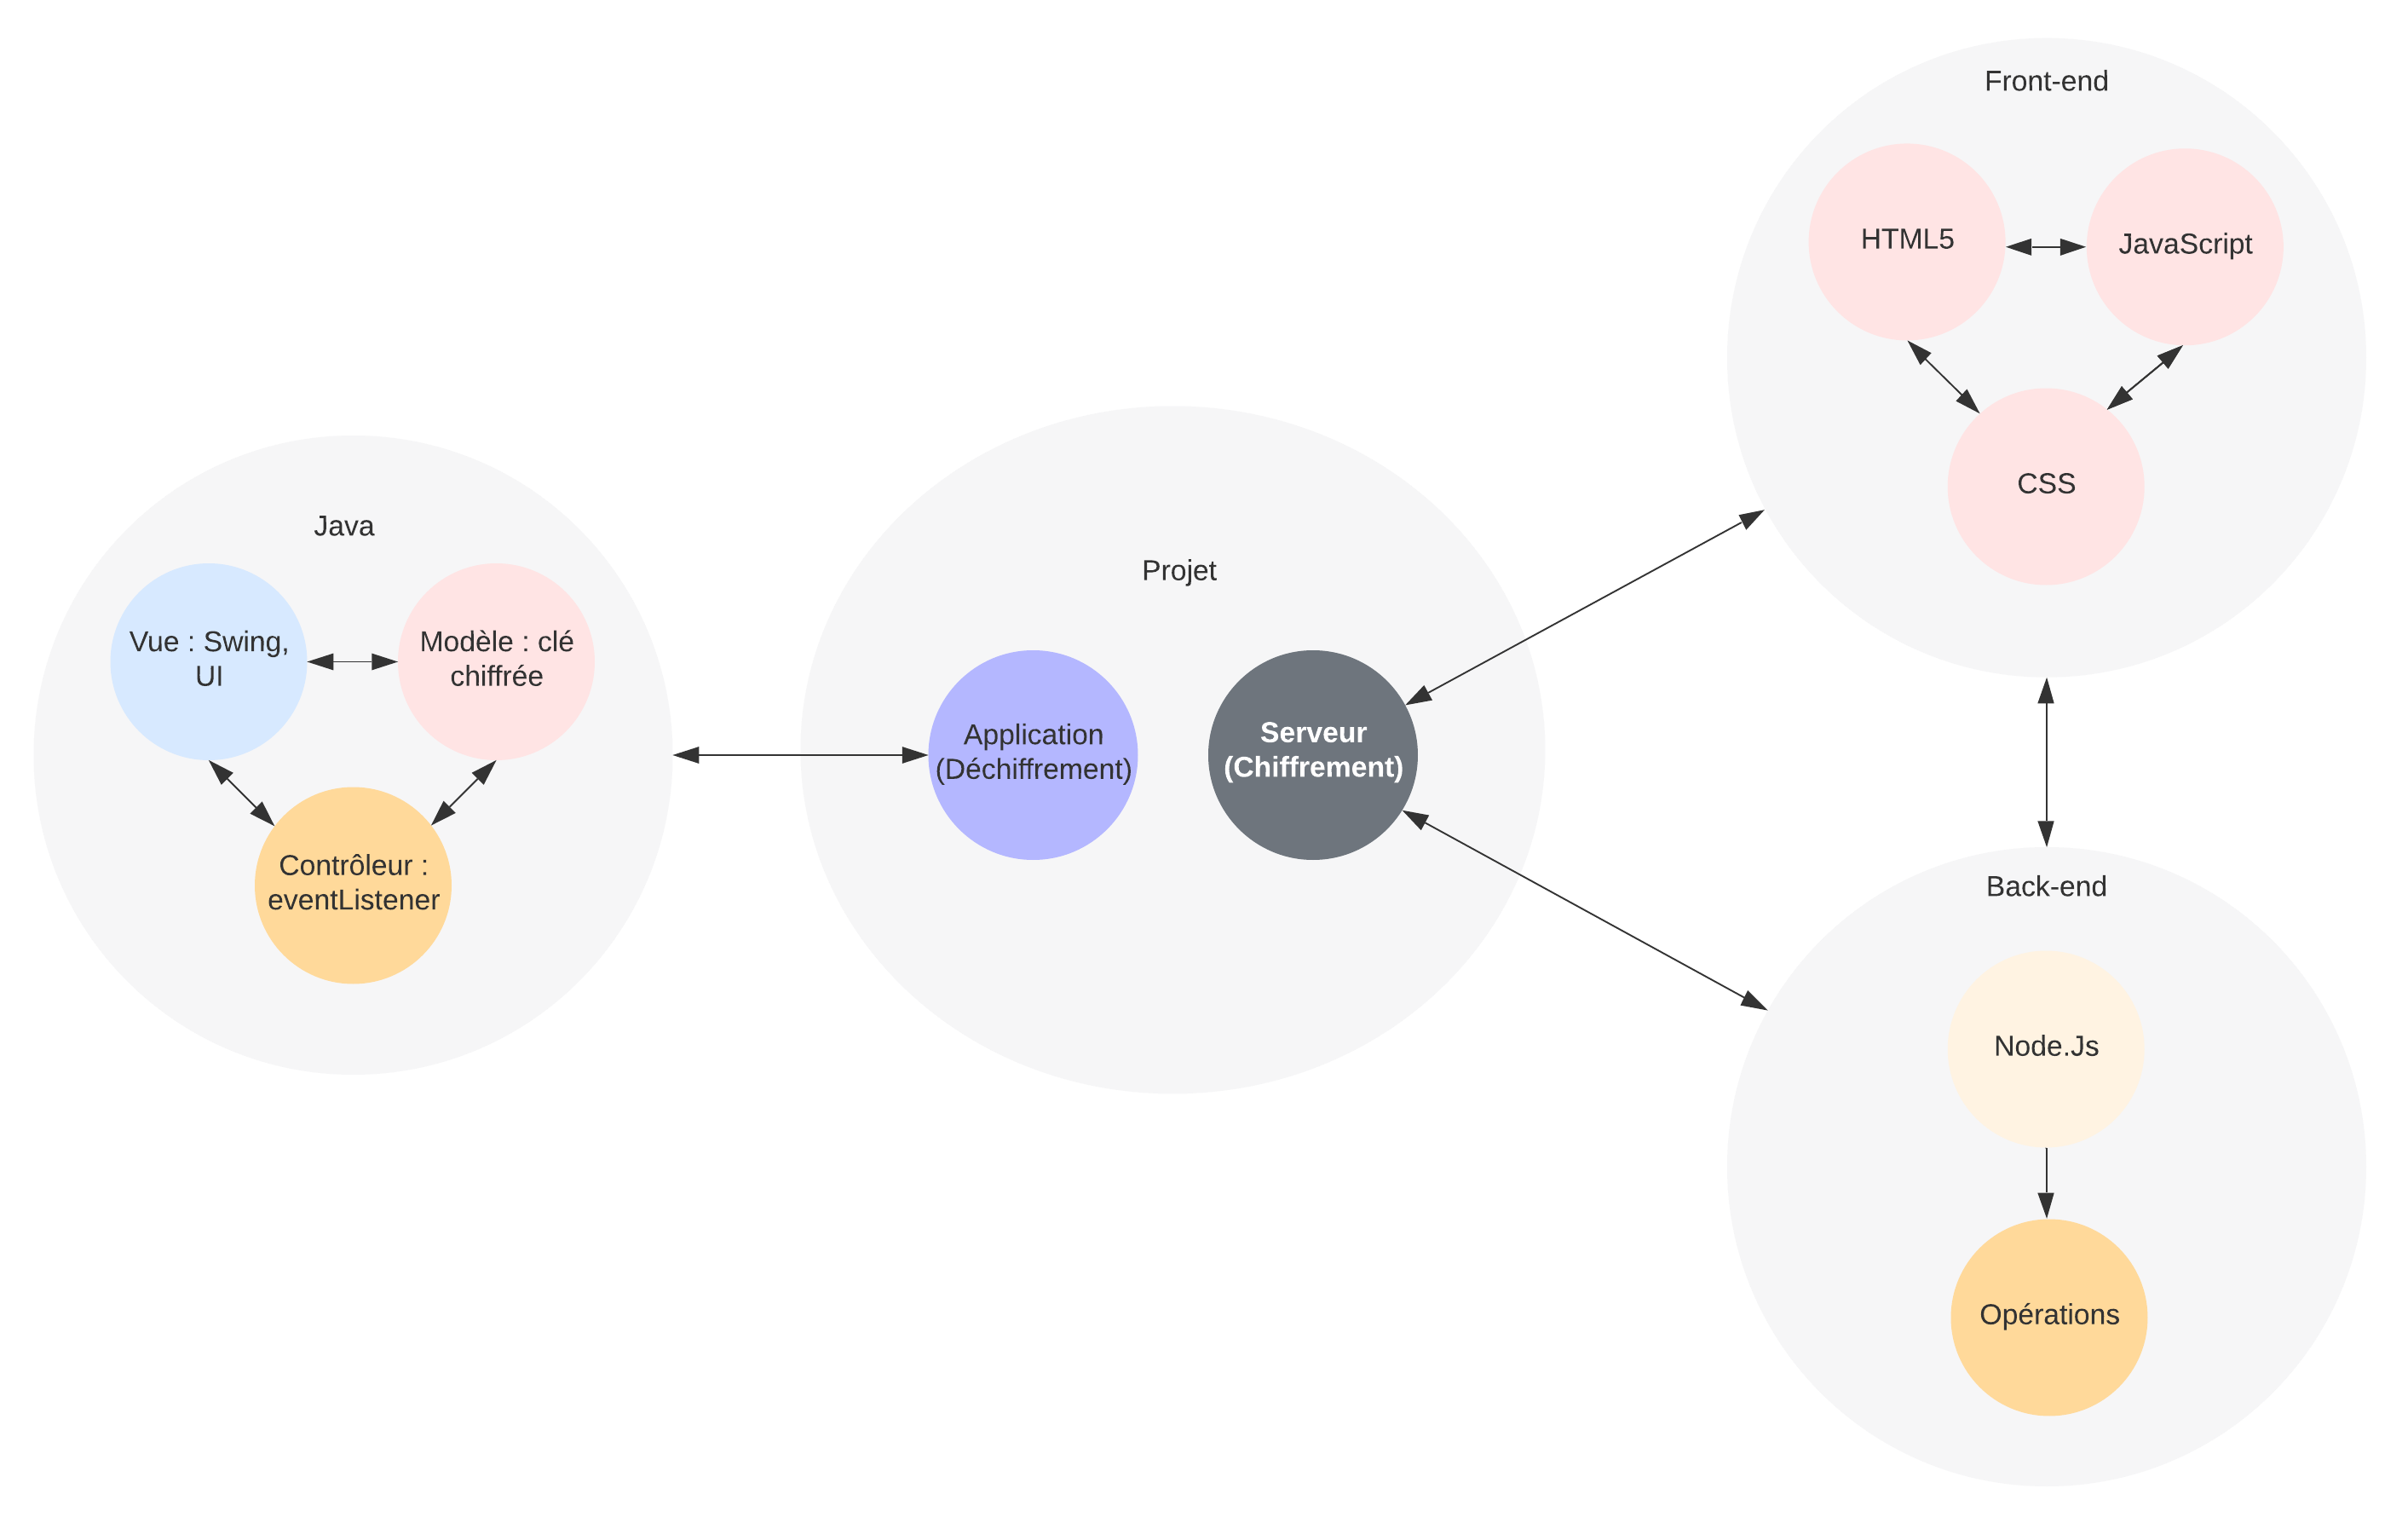 Front-end
HTML5
JavaScript
CSS
Java
Vue : Swing,
UI
Modèle : clé
chiffrée
Contrôleur :
eventListener
Projet
Application
(Déchiffrement)
Serveur
(Chiffrement)
Back-end
Node.Js
Opérations